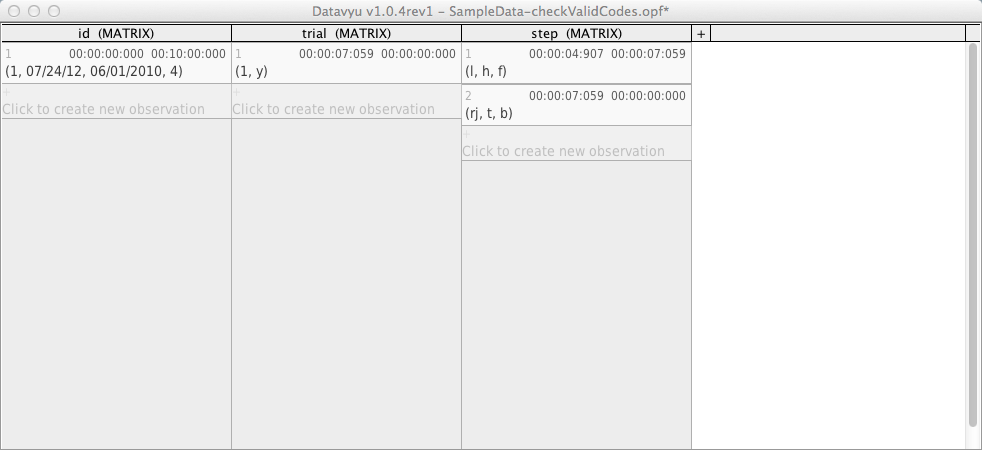 Datavyu v1.0.4rev1 – SampleData-checkValidCodes.opf*
id (MATRIX)
trial (MATRIX)
step (MATRIX)
+
1 00:00:00:000 00:10:00:000
(1, 07/24/12, 06/01/2010, 4)
+
Click to create new observation
1 00:00:07:059 00:00:00:000
(1, y)
+
Click to create new observation
1 00:00:04:907 00:00:07:059
(l, h, f)
2 00:00:07:059 00:00:00:000
(rj, t, b)
+
Click to create new observation